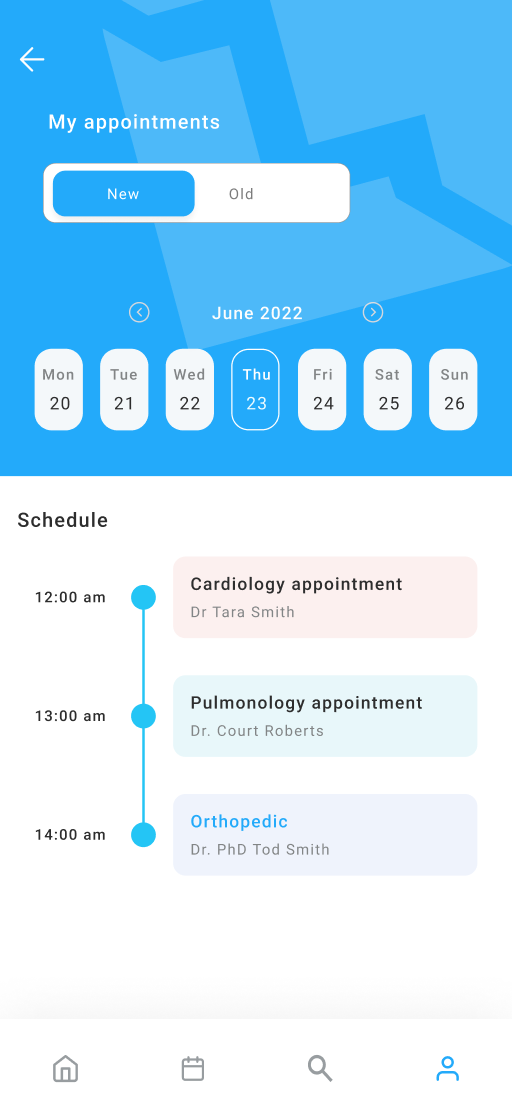 My appointments
New Old
June 2022
Mon Tue Wed Thu Fri Sat Sun
20 21 22 23 24 25 26
Schedule
12:00 am
Cardiology appointment
Dr Tara Smith
13:00 am
Pulmonology appointment
Dr. Court Roberts
14:00 am
Orthopedic
Dr. PhD Tod Smith